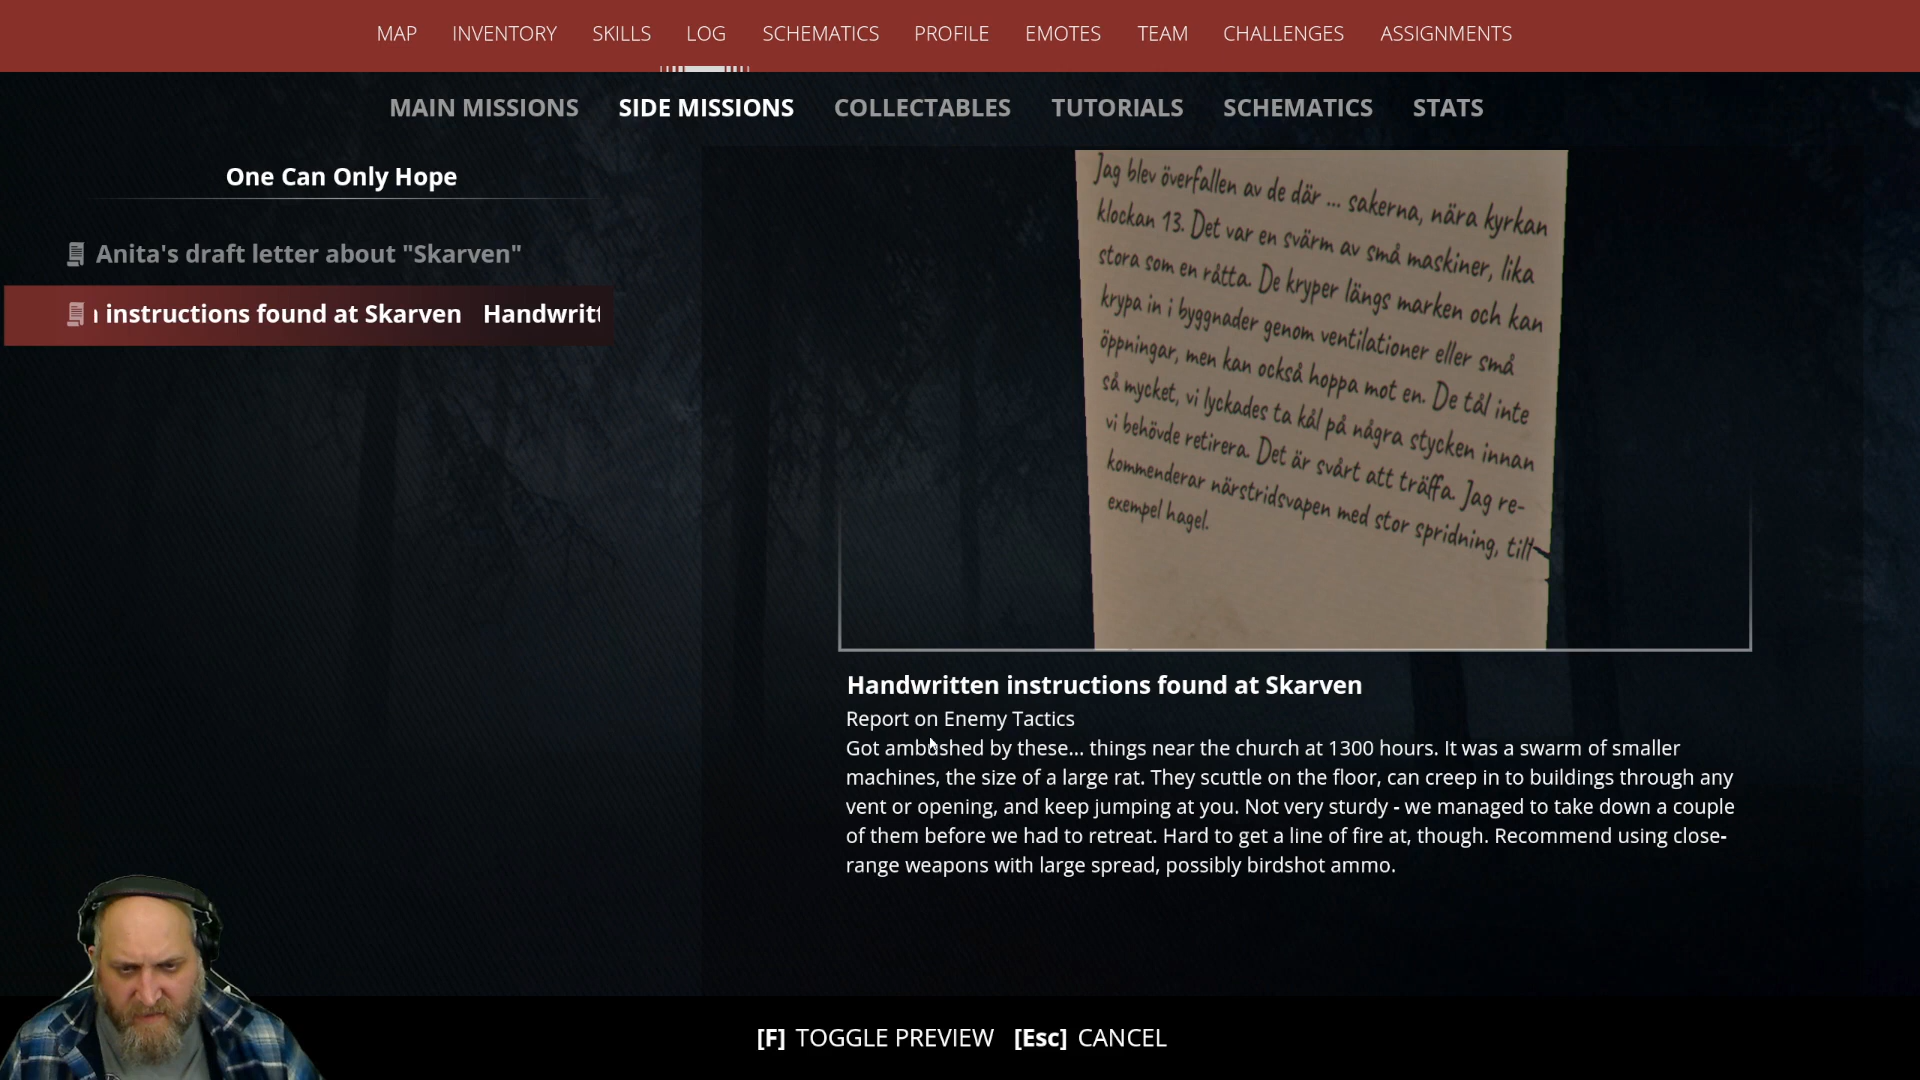 MAP INVENTORY SKILLS LOG SCHEMATICS PROFILE EMOTES TEAM CHALLENGES ASSIGNMENTS
MAIN MISSIONS SIDE MISSIONS COLLECTABLES TUTORIALS SCHEMATICS STATS
One Can Only Hope
Anita's draft letter about "Skarven"
instructions found at Skarven Handwritt
Jag blev överfallen av de där ... sakerna, nära kyrkan
klockan 13. Det var en svärm av små maskiner, lika
stora som en råtta. De kryper längs marken och kan
krypa in i byggnader genom ventilationer eller små
öppningar, men kan också hoppa mot en. De tål inte
så mycket, vi lyckades ta kål på några stycken innan
vi behövde retirera. Det är svårt att träffa. Jag re-
kommenderar närstridsvapen med stor spridning, till
exempel hagel.
Handwritten instructions found at Skarven
Report on Enemy Tactics
Got ambushed by these... things near the church at 1300 hours. It was a swarm of smaller
machines, the size of a large rat. They scuttle on the floor, can creep in to buildings through any
vent or opening, and keep jumping at you. Not very sturdy - we managed to take down a couple
of them before we had to retreat. Hard to get a line of fire at, though. Recommend using close-
range weapons with large spread, possibly birdshot ammo.
[F] TOGGLE PREVIEW [Esc] CANCEL